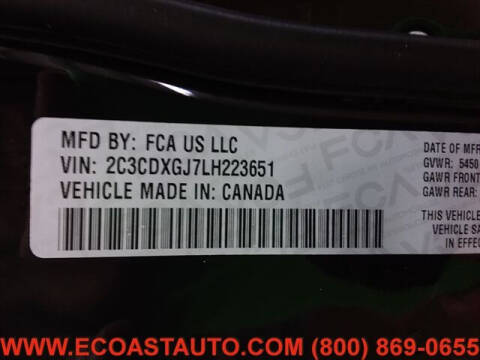 MFD BY: FCA US LLC
VIN: 2C3CDXGJ7LH223651
VEHICLE MADE IN: CANADA
DATE OF MFR
GVWR: 5450
GAWR FRONT
GAWR REAR:
THIS VEHICLE
VEHICLE SA
IN EFFEC
WWW.ECOASTAUTO.COM (800) 869-0655